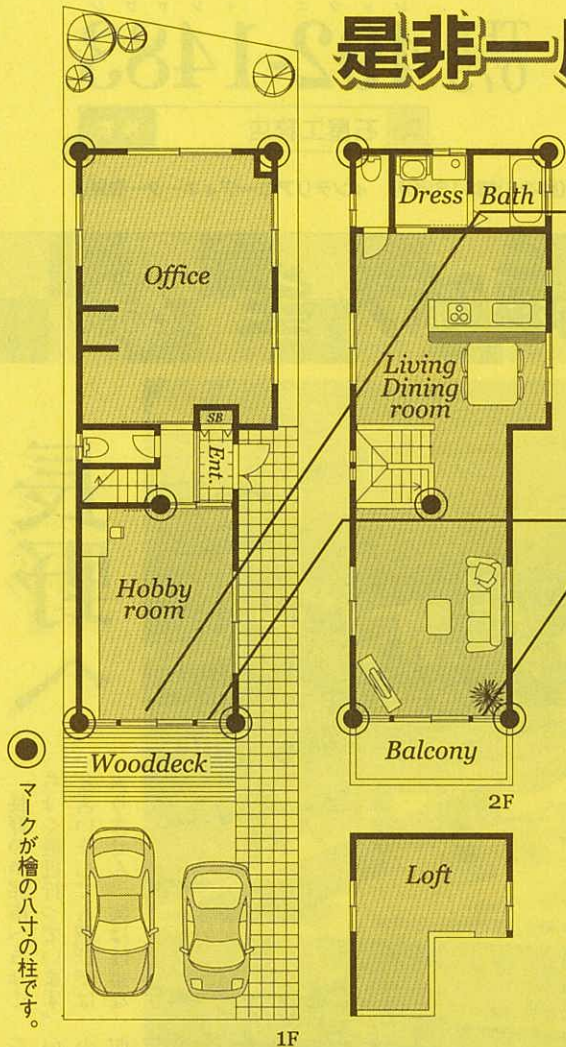 是非一
Office
SB
Ent.
Hobby
room
Wooddeck
1F
Dress
Bath
Living
Dining
room
Balcony
2F
Loft
マークが檜の八寸の柱です。